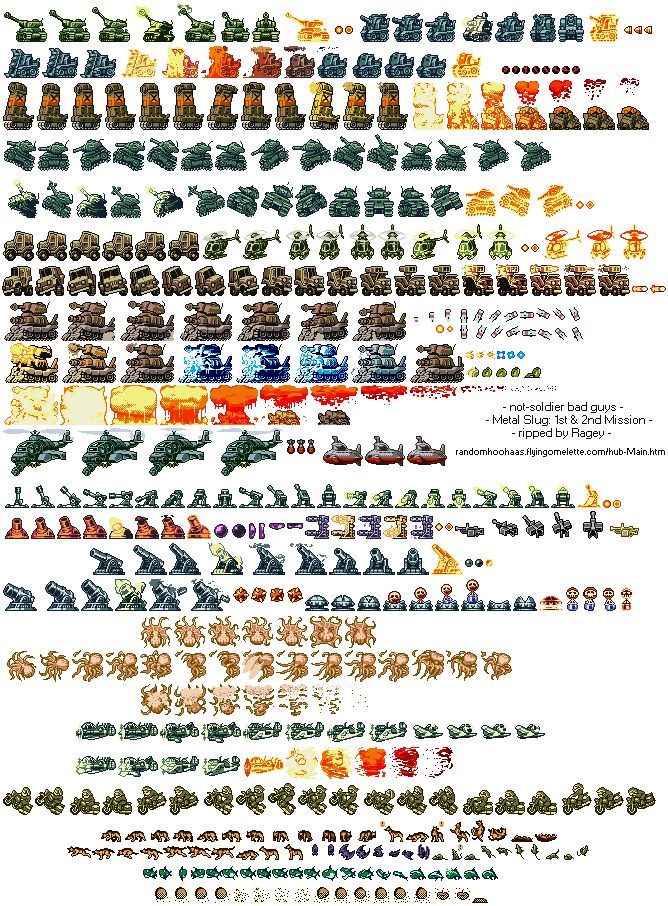 - not-soldier bad guys -
- Metal Slug: 1st & 2nd Mission -
- ripped by Ragey -
randomhoohaas.flyingomelette.com/hub-Main.htm